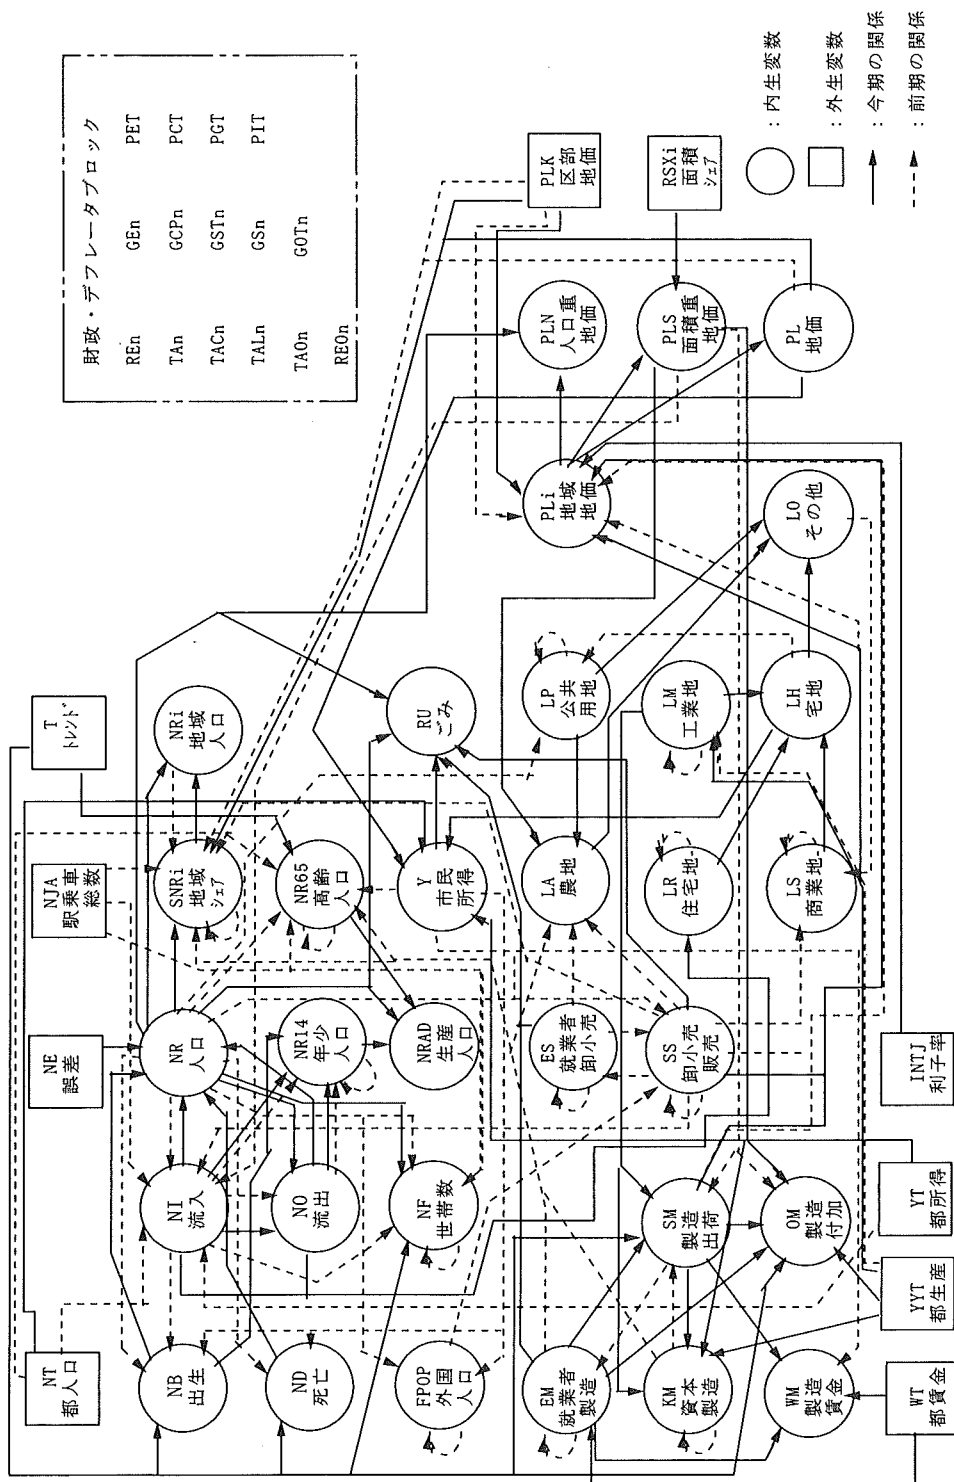 財政・デフレータブロック
REn GEn PET
TAn GCPn PCT
TACn GSTn PGT
TALn GSn PIT
TAOn GOTn
REOn
NT
都人口
NE
誤差
NJA
駅乗車
総数
T
トレンド
NB
出生
NI
流入
NR
人口
SNRi
地域
シェア
NRi
地域
人口
ND
死亡
NO
流出
NR14
年少
人口
NR65
高齢
人口
FPOP
外国
人口
NF
世帯数
NRAD
生産
人口
Y
市民
所得
RU
ごみ
EM
就業者
製造
ES
就業者
卸小売
LA
農地
LP
公共
用地
PLi
地域
地価
PLN
人口重
地価
PLK
区部
地価
KM
資本
製造
SM
製造
出荷
SS
卸小売
販売
LR
住宅地
LM
工業地
PLS
面積重
地価
RSXi
面積
シェア
WM
製造
賃金
OM
製造
付加
LS
商業地
LH
宅地
LO
その他
PL
地価
WT
都賃金
YYT
都生産
YT
都所得
INTJ
利子率
：内生変数
：外生変数
：今期の関係
：前期の関係